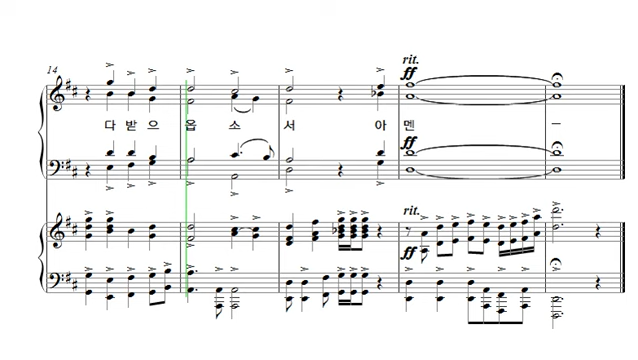 rit.
ff
14
다 받 으 옵 소 서 아 멘 –
ff
rit.
ff